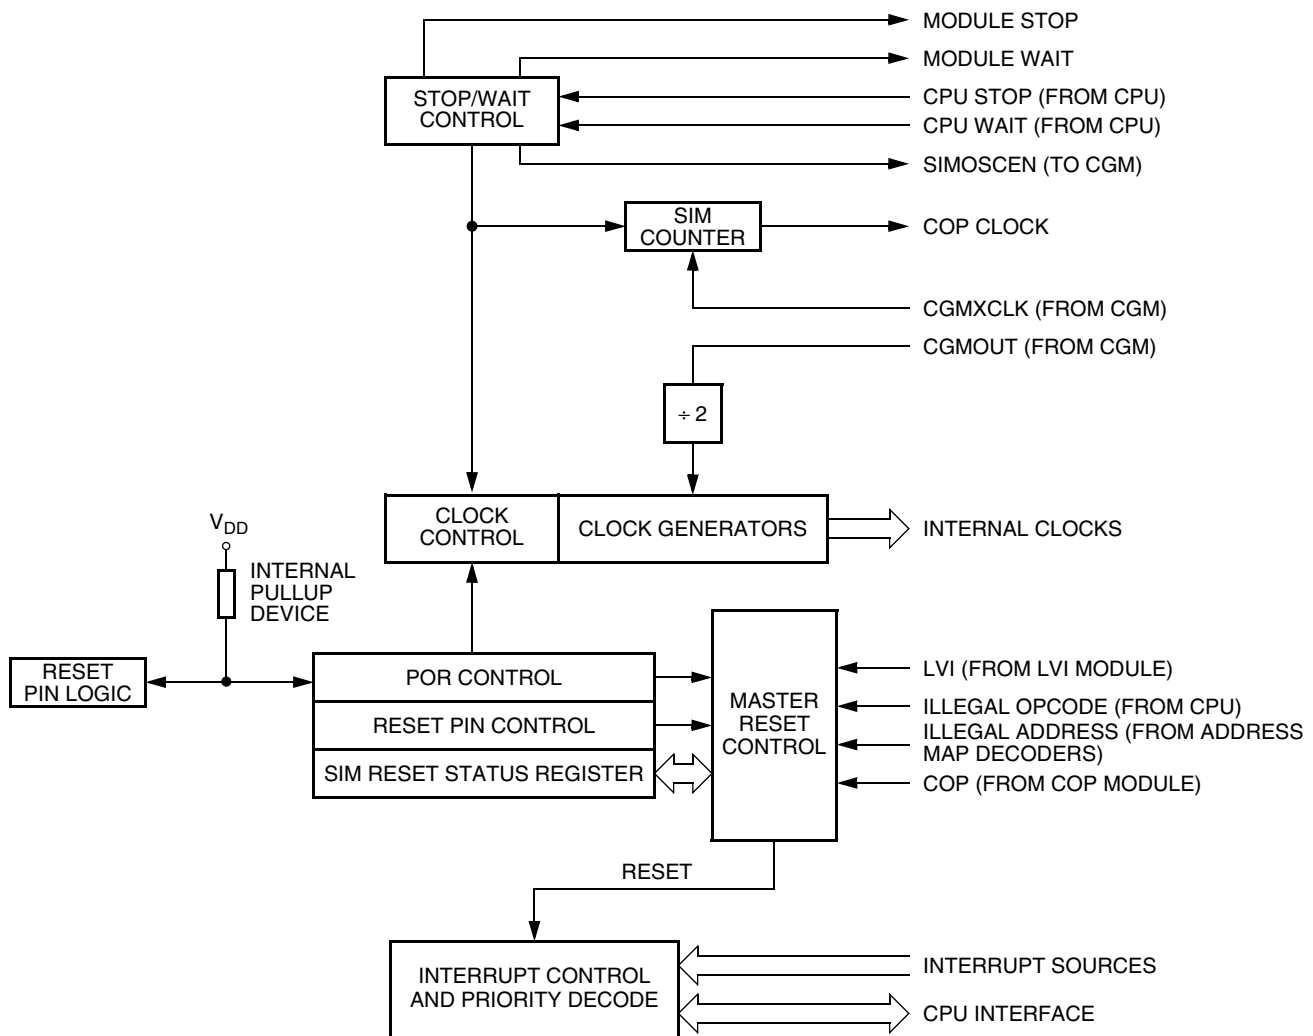 MODULE STOP
MODULE WAIT
STOP/WAIT
CONTROL
CPU STOP (FROM CPU)
CPU WAIT (FROM CPU)
SIMOSCEN (TO CGM)
SIM
COUNTER
COP CLOCK
CGMXCLK (FROM CGM)
CGMOUT (FROM CGM)
÷ 2
CLOCK
CONTROL
CLOCK GENERATORS
INTERNAL CLOCKS
VDD
INTERNAL
PULLUP
DEVICE
RESET
PIN LOGIC
POR CONTROL
RESET PIN CONTROL
SIM RESET STATUS REGISTER
MASTER
RESET
CONTROL
LVI (FROM LVI MODULE)
ILLEGAL OPCODE (FROM CPU)
ILLEGAL ADDRESS (FROM ADDRESS
MAP DECODERS)
COP (FROM COP MODULE)
RESET
INTERRUPT CONTROL
AND PRIORITY DECODE
INTERRUPT SOURCES
CPU INTERFACE